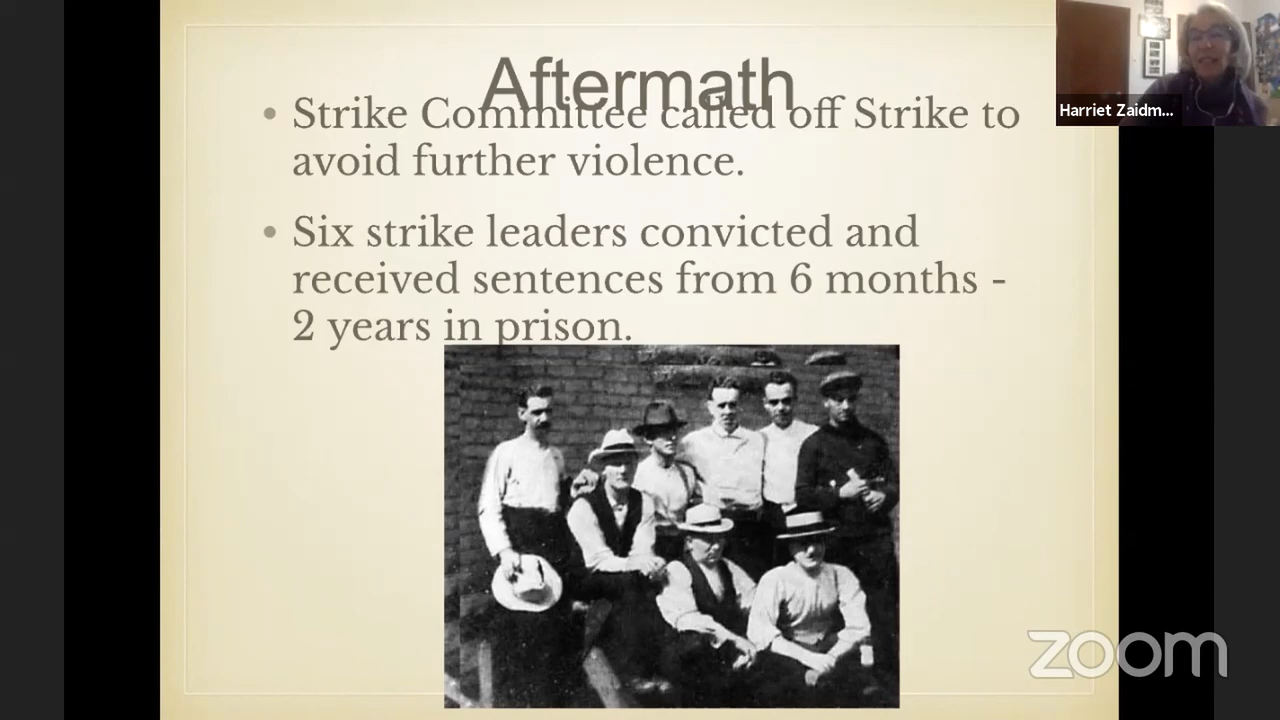 Aftermath
• Strike Committee called off Strike to
avoid further violence.
• Six strike leaders convicted and
received sentences from 6 months -
2 years in prison.
Harriet Zaidm...
zoom